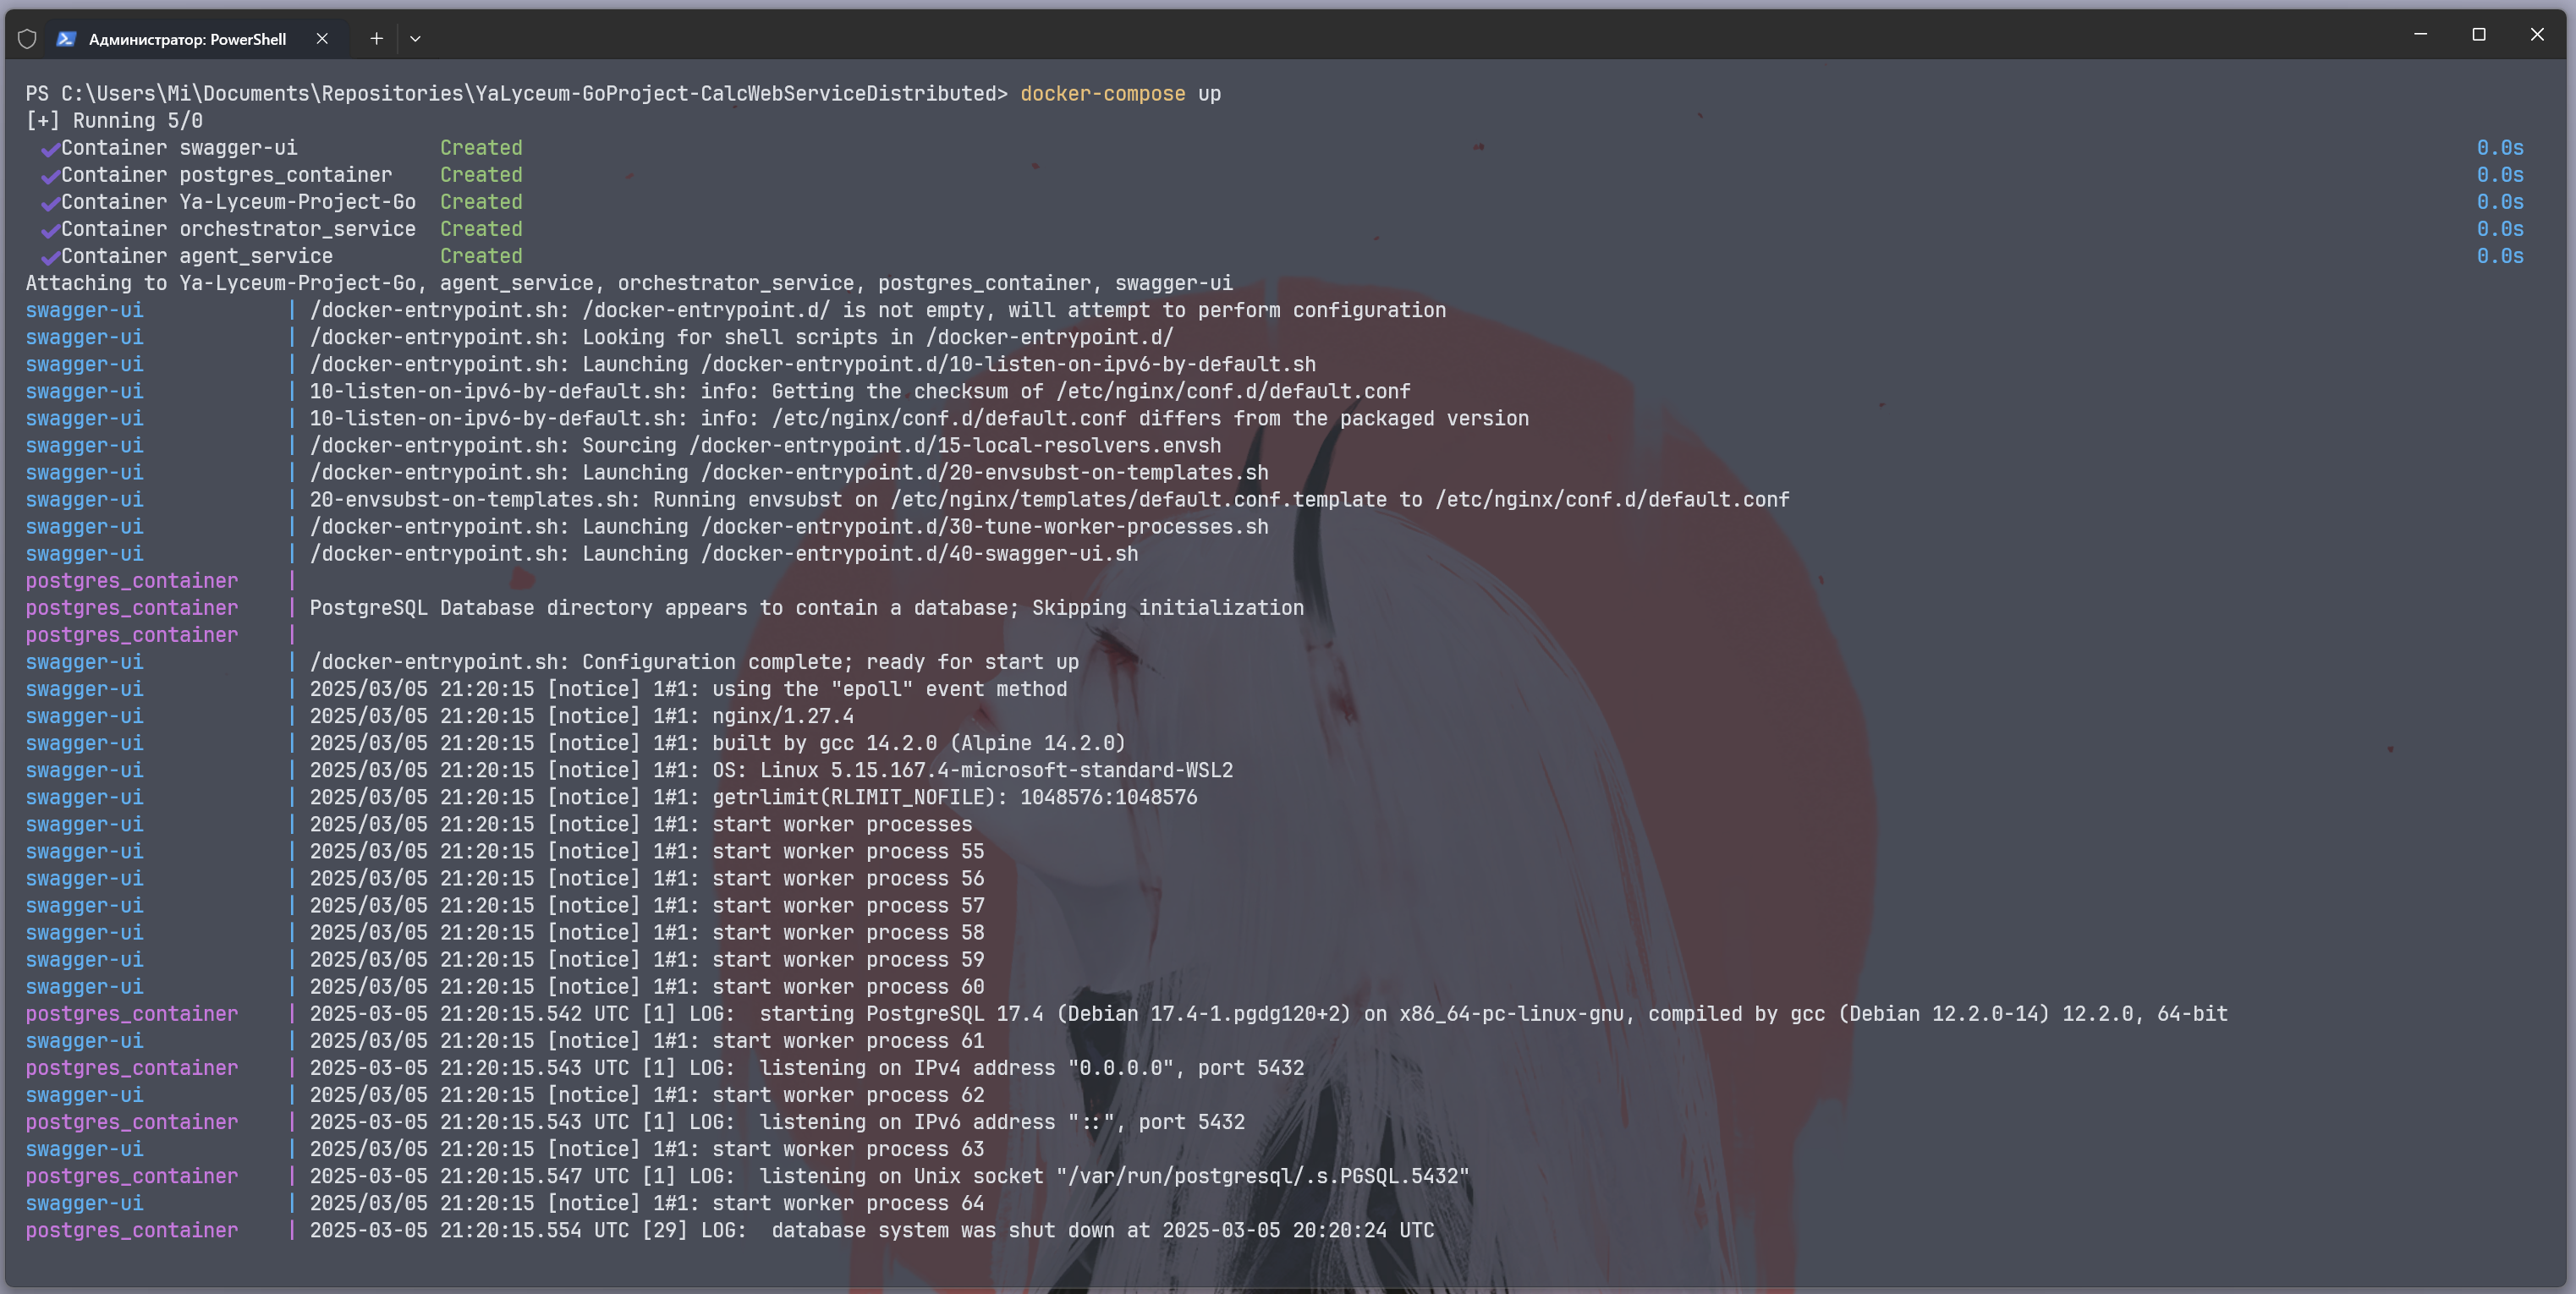 Администратор: PowerShell
PS C:\Users\Mi\Documents\Repositories\YaLyceum-GoProject-CalcWebServiceDistributed> docker-compose up
[+] Running 5/0
✔Container swagger-ui Created 0.0s
✔Container postgres_container Created 0.0s
✔Container Ya-Lyceum-Project-Go Created 0.0s
✔Container orchestrator_service Created 0.0s
✔Container agent_service Created 0.0s
Attaching to Ya-Lyceum-Project-Go, agent_service, orchestrator_service, postgres_container, swagger-ui
swagger-ui | /docker-entrypoint.sh: /docker-entrypoint.d/ is not empty, will attempt to perform configuration
swagger-ui | /docker-entrypoint.sh: Looking for shell scripts in /docker-entrypoint.d/
swagger-ui | /docker-entrypoint.sh: Launching /docker-entrypoint.d/10-listen-on-ipv6-by-default.sh
swagger-ui | 10-listen-on-ipv6-by-default.sh: info: Getting the checksum of /etc/nginx/conf.d/default.conf
swagger-ui | 10-listen-on-ipv6-by-default.sh: info: /etc/nginx/conf.d/default.conf differs from the packaged version
swagger-ui | /docker-entrypoint.sh: Sourcing /docker-entrypoint.d/15-local-resolvers.envsh
swagger-ui | /docker-entrypoint.sh: Launching /docker-entrypoint.d/20-envsubst-on-templates.sh
swagger-ui | 20-envsubst-on-templates.sh: Running envsubst on /etc/nginx/templates/default.conf.template to /etc/nginx/conf.d/default.conf
swagger-ui | /docker-entrypoint.sh: Launching /docker-entrypoint.d/30-tune-worker-processes.sh
swagger-ui | /docker-entrypoint.sh: Launching /docker-entrypoint.d/40-swagger-ui.sh
postgres_container |
postgres_container | PostgreSQL Database directory appears to contain a database; Skipping initialization
postgres_container |
swagger-ui | /docker-entrypoint.sh: Configuration complete; ready for start up
swagger-ui | 2025/03/05 21:20:15 [notice] 1#1: using the "epoll" event method
swagger-ui | 2025/03/05 21:20:15 [notice] 1#1: nginx/1.27.4
swagger-ui | 2025/03/05 21:20:15 [notice] 1#1: built by gcc 14.2.0 (Alpine 14.2.0)
swagger-ui | 2025/03/05 21:20:15 [notice] 1#1: OS: Linux 5.15.167.4-microsoft-standard-WSL2
swagger-ui | 2025/03/05 21:20:15 [notice] 1#1: getrlimit(RLIMIT_NOFILE): 1048576:1048576
swagger-ui | 2025/03/05 21:20:15 [notice] 1#1: start worker processes
swagger-ui | 2025/03/05 21:20:15 [notice] 1#1: start worker process 55
swagger-ui | 2025/03/05 21:20:15 [notice] 1#1: start worker process 56
swagger-ui | 2025/03/05 21:20:15 [notice] 1#1: start worker process 57
swagger-ui | 2025/03/05 21:20:15 [notice] 1#1: start worker process 58
swagger-ui | 2025/03/05 21:20:15 [notice] 1#1: start worker process 59
swagger-ui | 2025/03/05 21:20:15 [notice] 1#1: start worker process 60
postgres_container | 2025-03-05 21:20:15.542 UTC [1] LOG:  starting PostgreSQL 17.4 (Debian 17.4-1.pgdg120+2) on x86_64-pc-linux-gnu, compiled by gcc (Debian 12.2.0-14) 12.2.0, 64-bit
swagger-ui | 2025/03/05 21:20:15 [notice] 1#1: start worker process 61
postgres_container | 2025-03-05 21:20:15.543 UTC [1] LOG:  listening on IPv4 address "0.0.0.0", port 5432
swagger-ui | 2025/03/05 21:20:15 [notice] 1#1: start worker process 62
postgres_container | 2025-03-05 21:20:15.543 UTC [1] LOG:  listening on IPv6 address "::", port 5432
swagger-ui | 2025/03/05 21:20:15 [notice] 1#1: start worker process 63
postgres_container | 2025-03-05 21:20:15.547 UTC [1] LOG:  listening on Unix socket "/var/run/postgresql/.s.PGSQL.5432"
swagger-ui | 2025/03/05 21:20:15 [notice] 1#1: start worker process 64
postgres_container | 2025-03-05 21:20:15.554 UTC [29] LOG:  database system was shut down at 2025-03-05 20:20:24 UTC